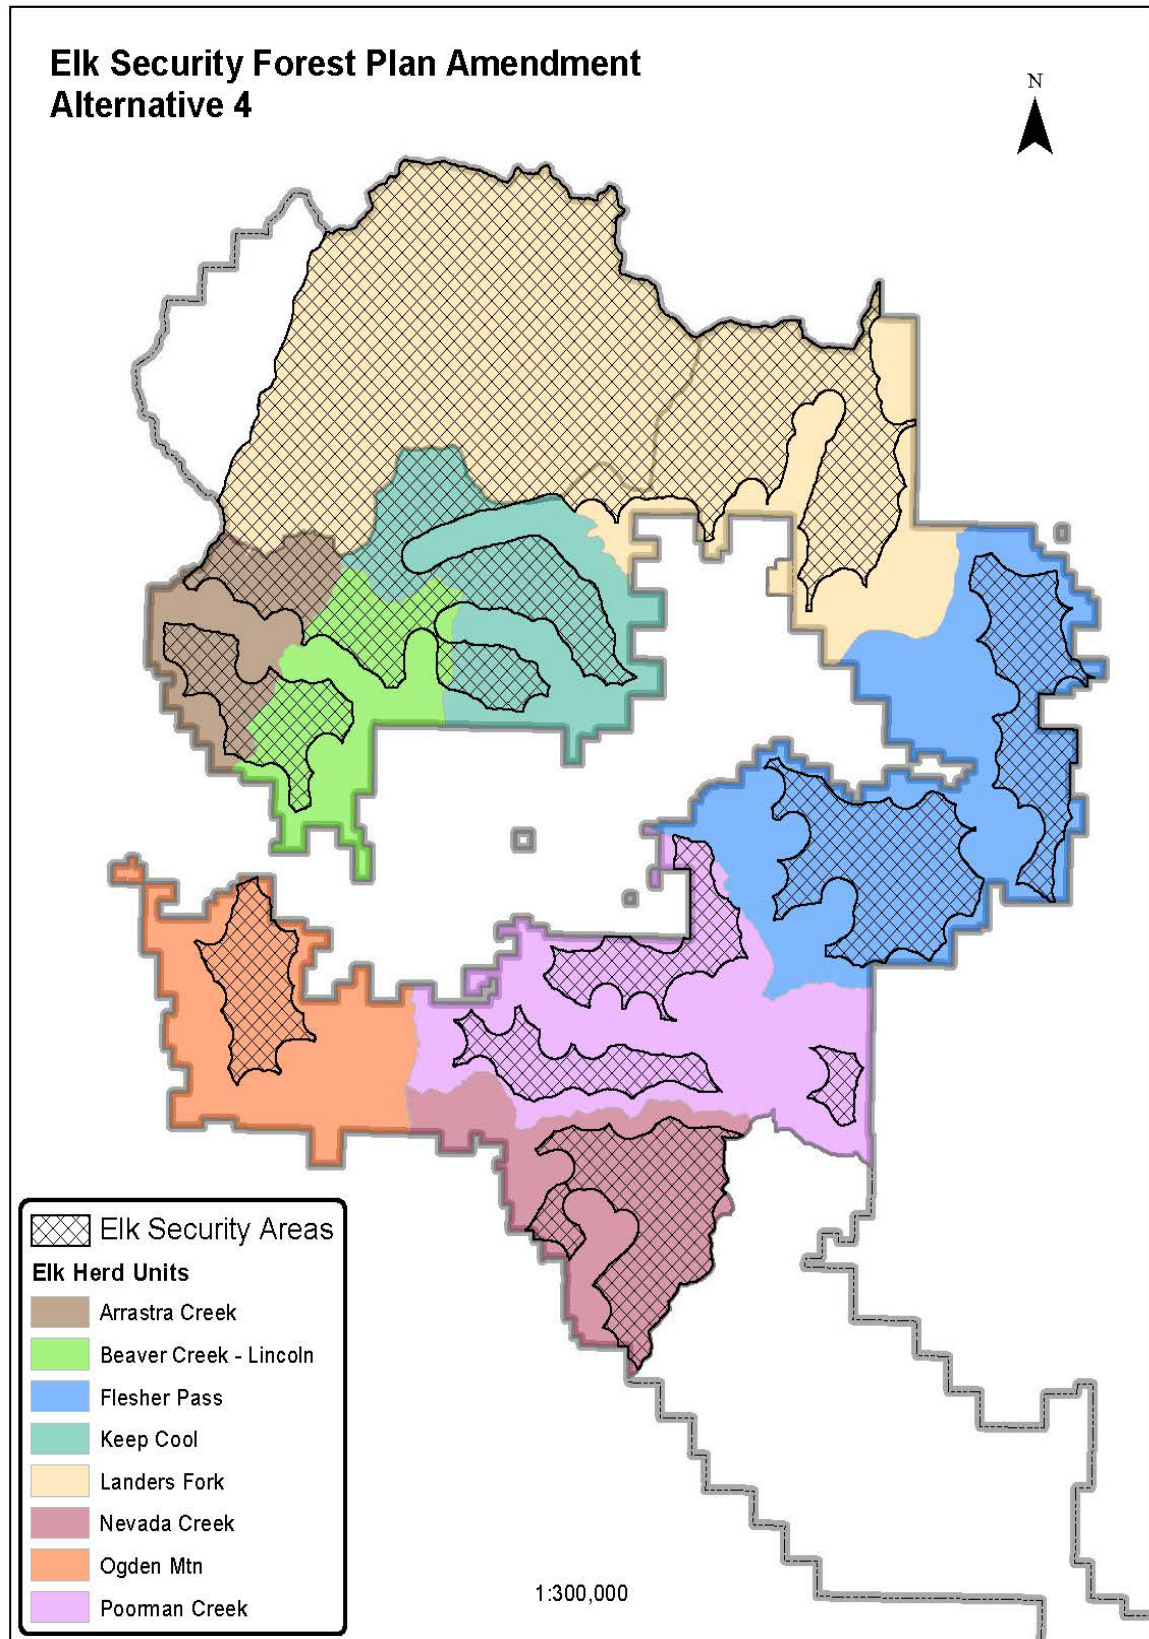 Elk Security Forest Plan Amendment
Alternative 4
N
Elk Security Areas
Elk Herd Units
Arrastra Creek
Beaver Creek - Lincoln
Flesher Pass
Keep Cool
Landers Fork
Nevada Creek
Ogden Mtn
Poorman Creek
1:300,000